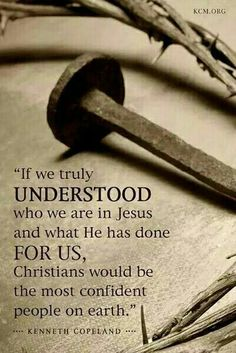 KCM.ORG
“If we truly
UNDERSTOOD
who we are in Jesus
and what He has done
FOR US,
Christians would be
the most confident
people on earth.”
···· KENNETH COPELAND ····